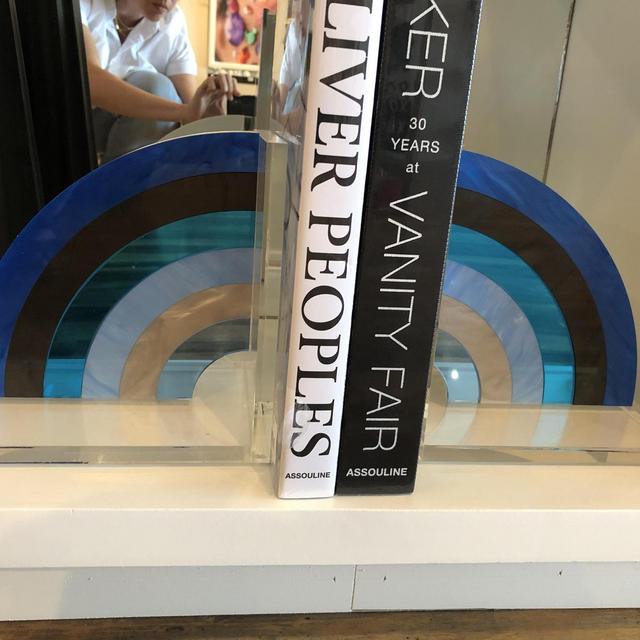 LIVER PEOPLES
ASSOULINE
KER
30
YEARS
at
VANITY FAIR
ASSOULINE